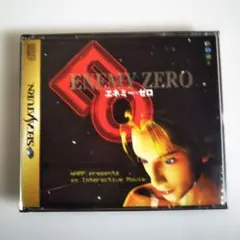 ENEMY ZERO
エネミー・ゼロ
SEGA SATURN
WARP presents
an Interactive Movie